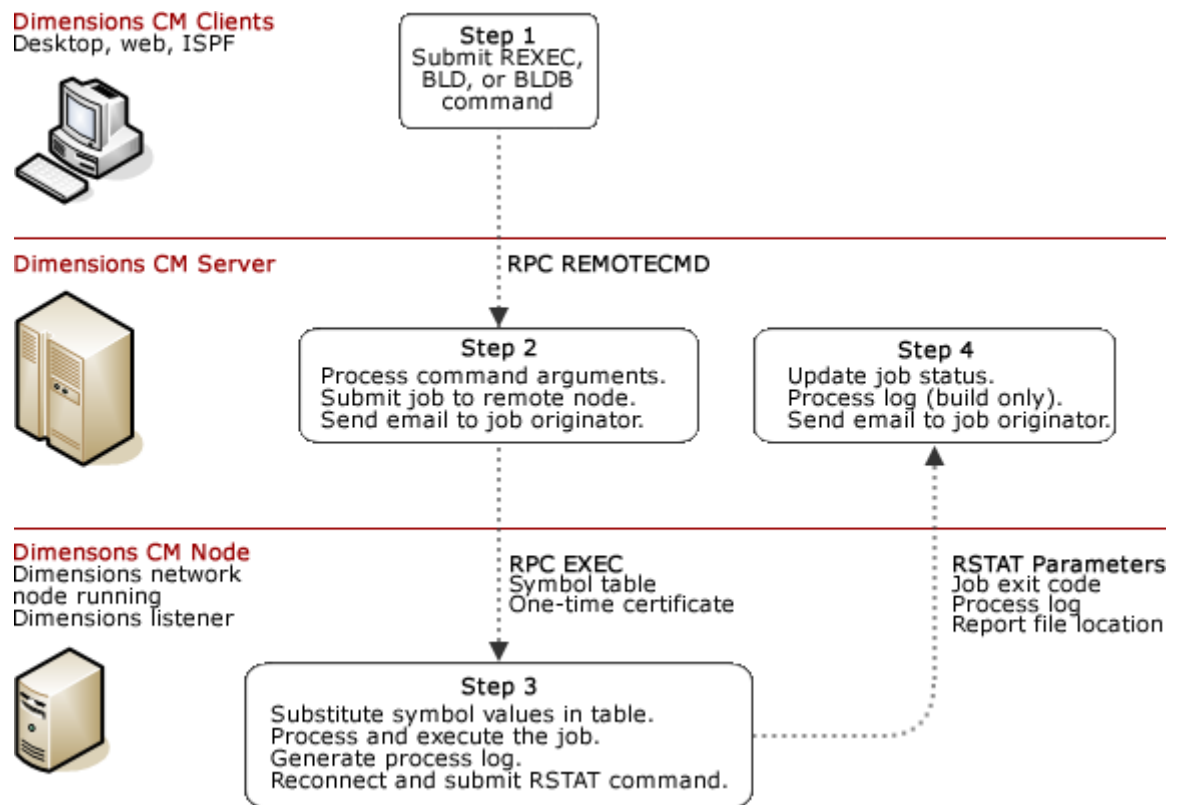 Dimensions CM Clients
Desktop, web, ISPF
Step 1
Submit REXEC,
BLD, or BLDB
command
Dimensions CM Server
RPC REMOTECMD
Step 2
Process command arguments.
Submit job to remote node.
Send email to job originator.
Step 4
Update job status.
Process log (build only).
Send email to job originator.
Dimensons CM Node
Dimensions network
node running
Dimensions listener
RPC EXEC
Symbol table
One-time certificate
RSTAT Parameters
Job exit code
Process log
Report file location
Step 3
Substitute symbol values in table.
Process and execute the job.
Generate process log.
Reconnect and submit RSTAT command.